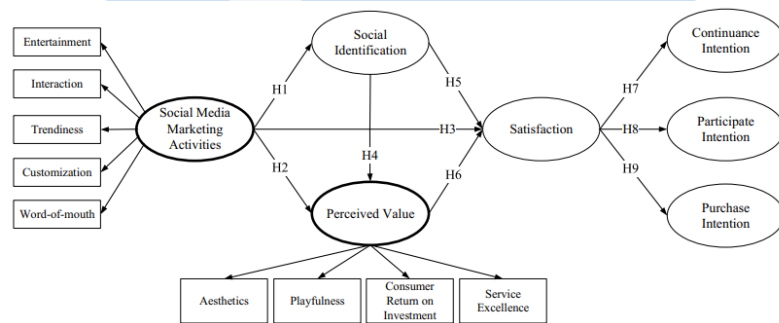 Entertainment
Interaction
Trendiness
Customization
Word-of-mouth
Social Media
Marketing
Activities
H1
H2
Social
Identification
H3
H4
H5
H6
Perceived Value
Aesthetics
Playfulness
Consumer
Return on
Investment
Service
Excellence
Satisfaction
H7
H8
H9
Continuance
Intention
Participate
Intention
Purchase
Intention